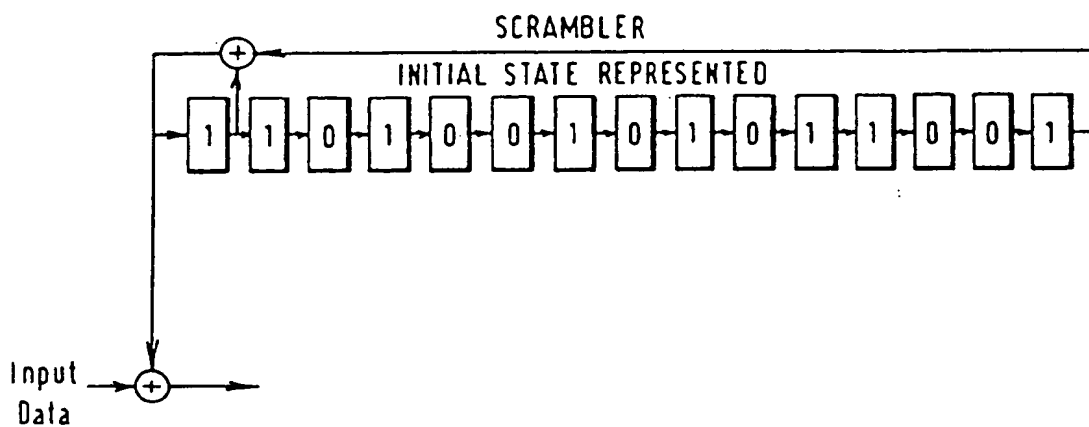 SCRAMBLER
INITIAL STATE REPRESENTED
1 1 0 1 0 0 1 0 1 0 1 1 0 0 1
Input
Data